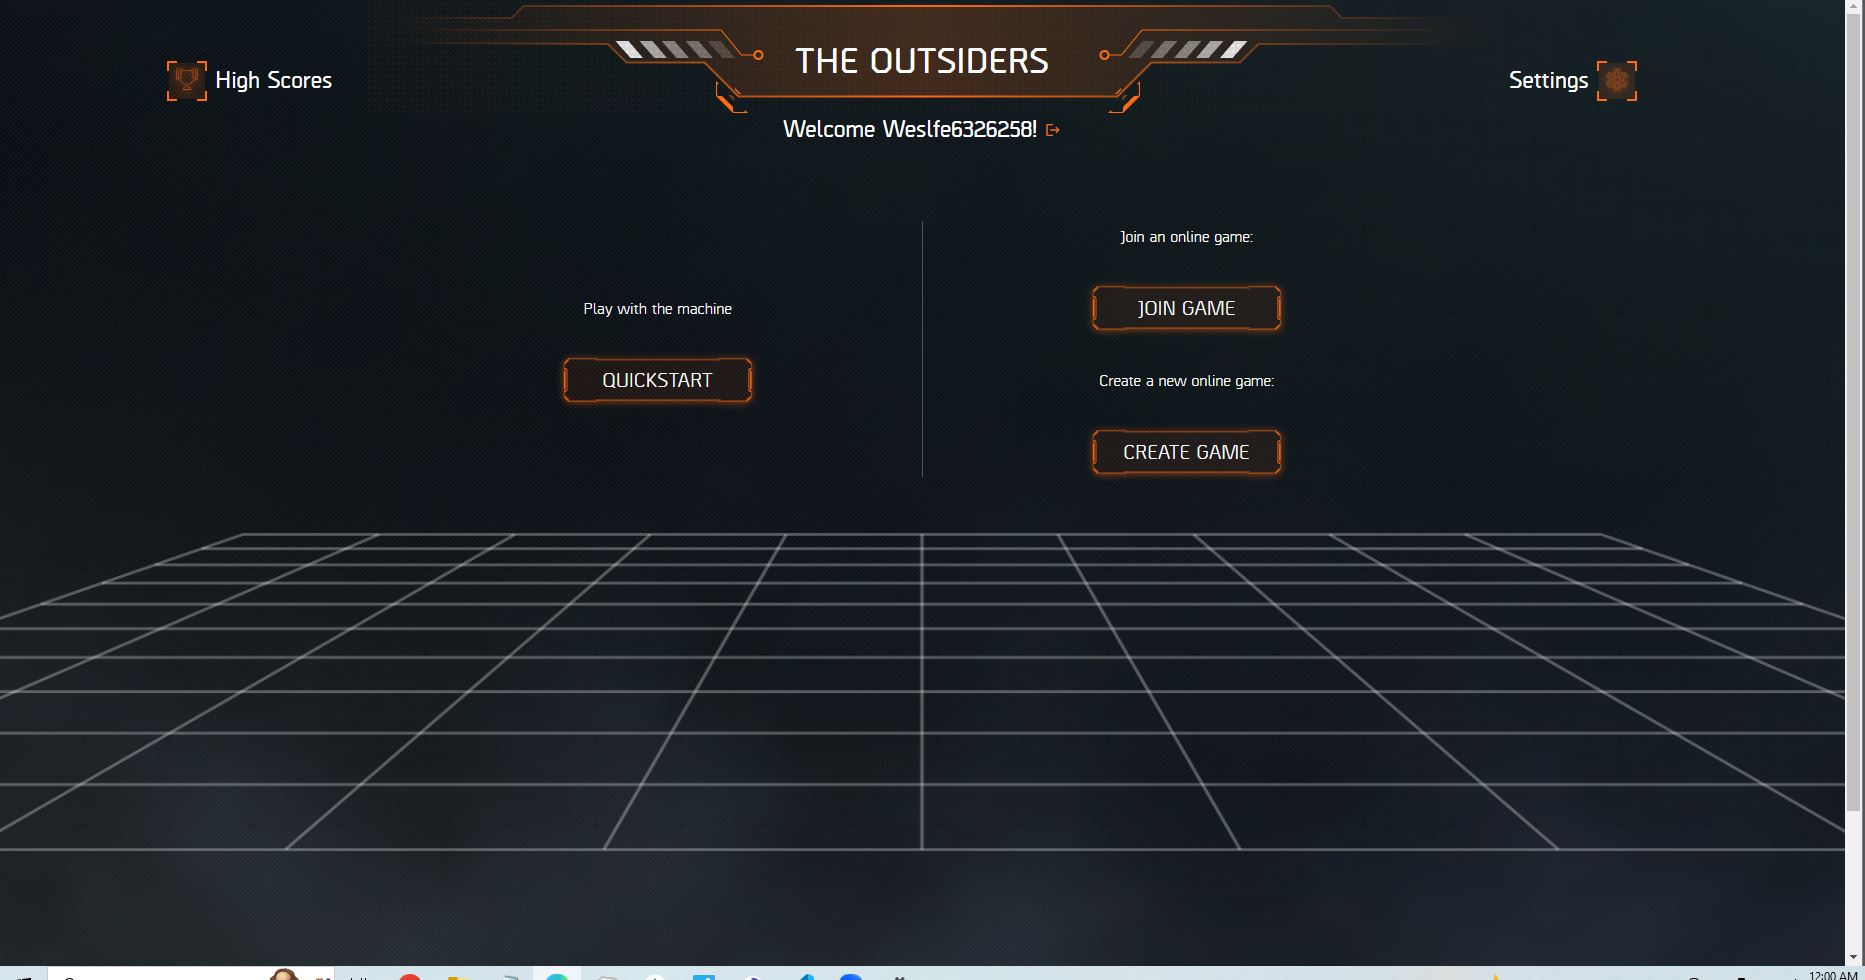 THE OUTSIDERS
High Scores
Settings
Welcome Weslfe6326258!
Join an online game:
Play with the machine
JOIN GAME
QUICKSTART
Create a new online game:
CREATE GAME
12:00 AM